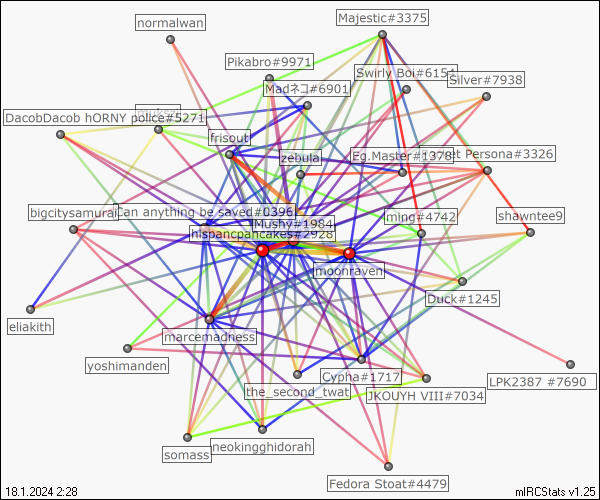 normalwan
Majestic#3375
Pikabro#9971
Swirly Boi#6154
Silver#7938
Madネコ#6901
DacobDacob hORNY police#5271
frisout
zebula
Eg.Master#1378
et Persona#3326
bigcitysamurai
Can anything be saved#0396
ming#4742
shawntee9
Mushy#1984
hispancpancakes#2928
moonraven
Duck#1245
eliakith
marcemadness
yoshimanden
Cypha#1717
LPK2387 #7690
the_second_twat
JKOUYH VIII#7034
somass
neokingghidorah
Fedora Stoat#4479
18.1.2024 2:28
mIRCStats v1.25